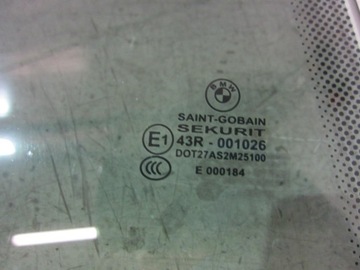 BMW
SAINT-GOBAIN
SEKURIT
E1 43R - 001026
DOT27AS2M25100
CCC
E 000184